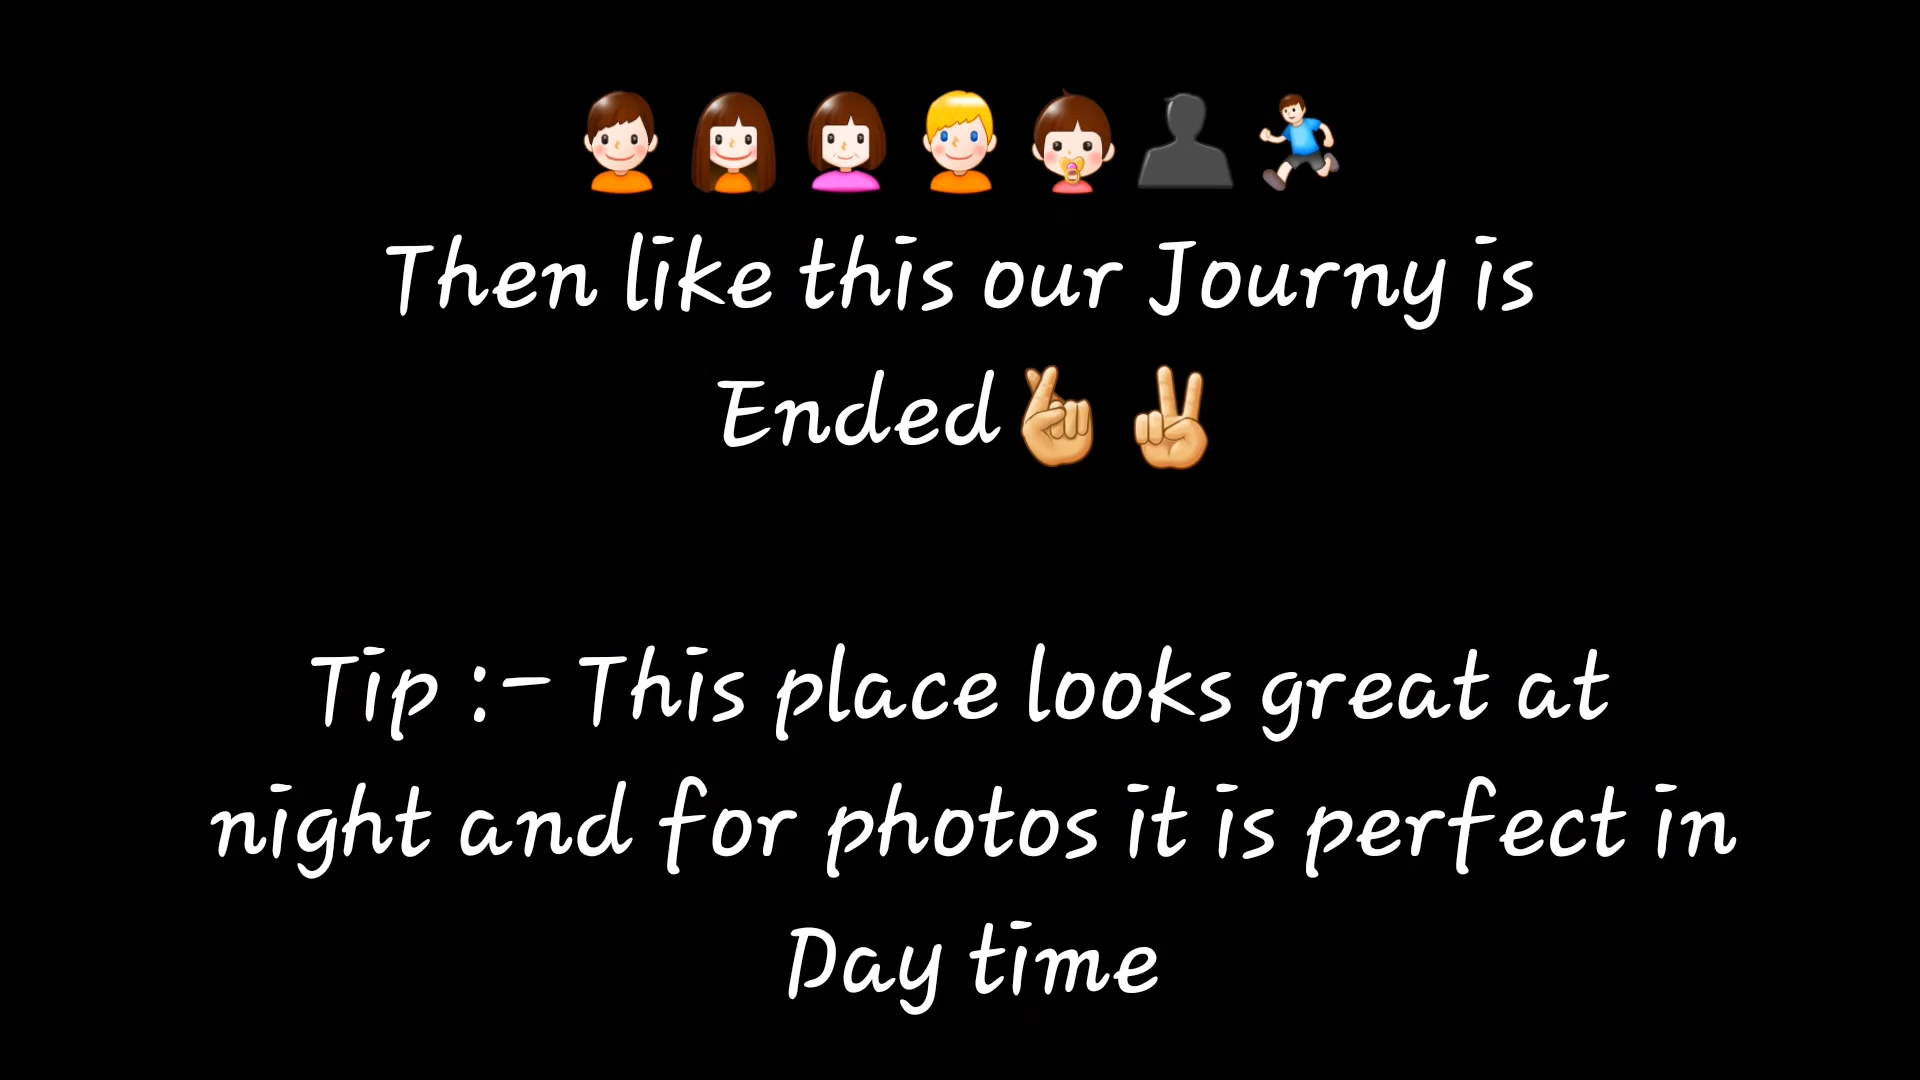 👦👩👵👱👶👤🏃
Then like this our Journy is
Ended🤞✌
Tip :- This place looks great at
night and for photos it is perfect in
Day time